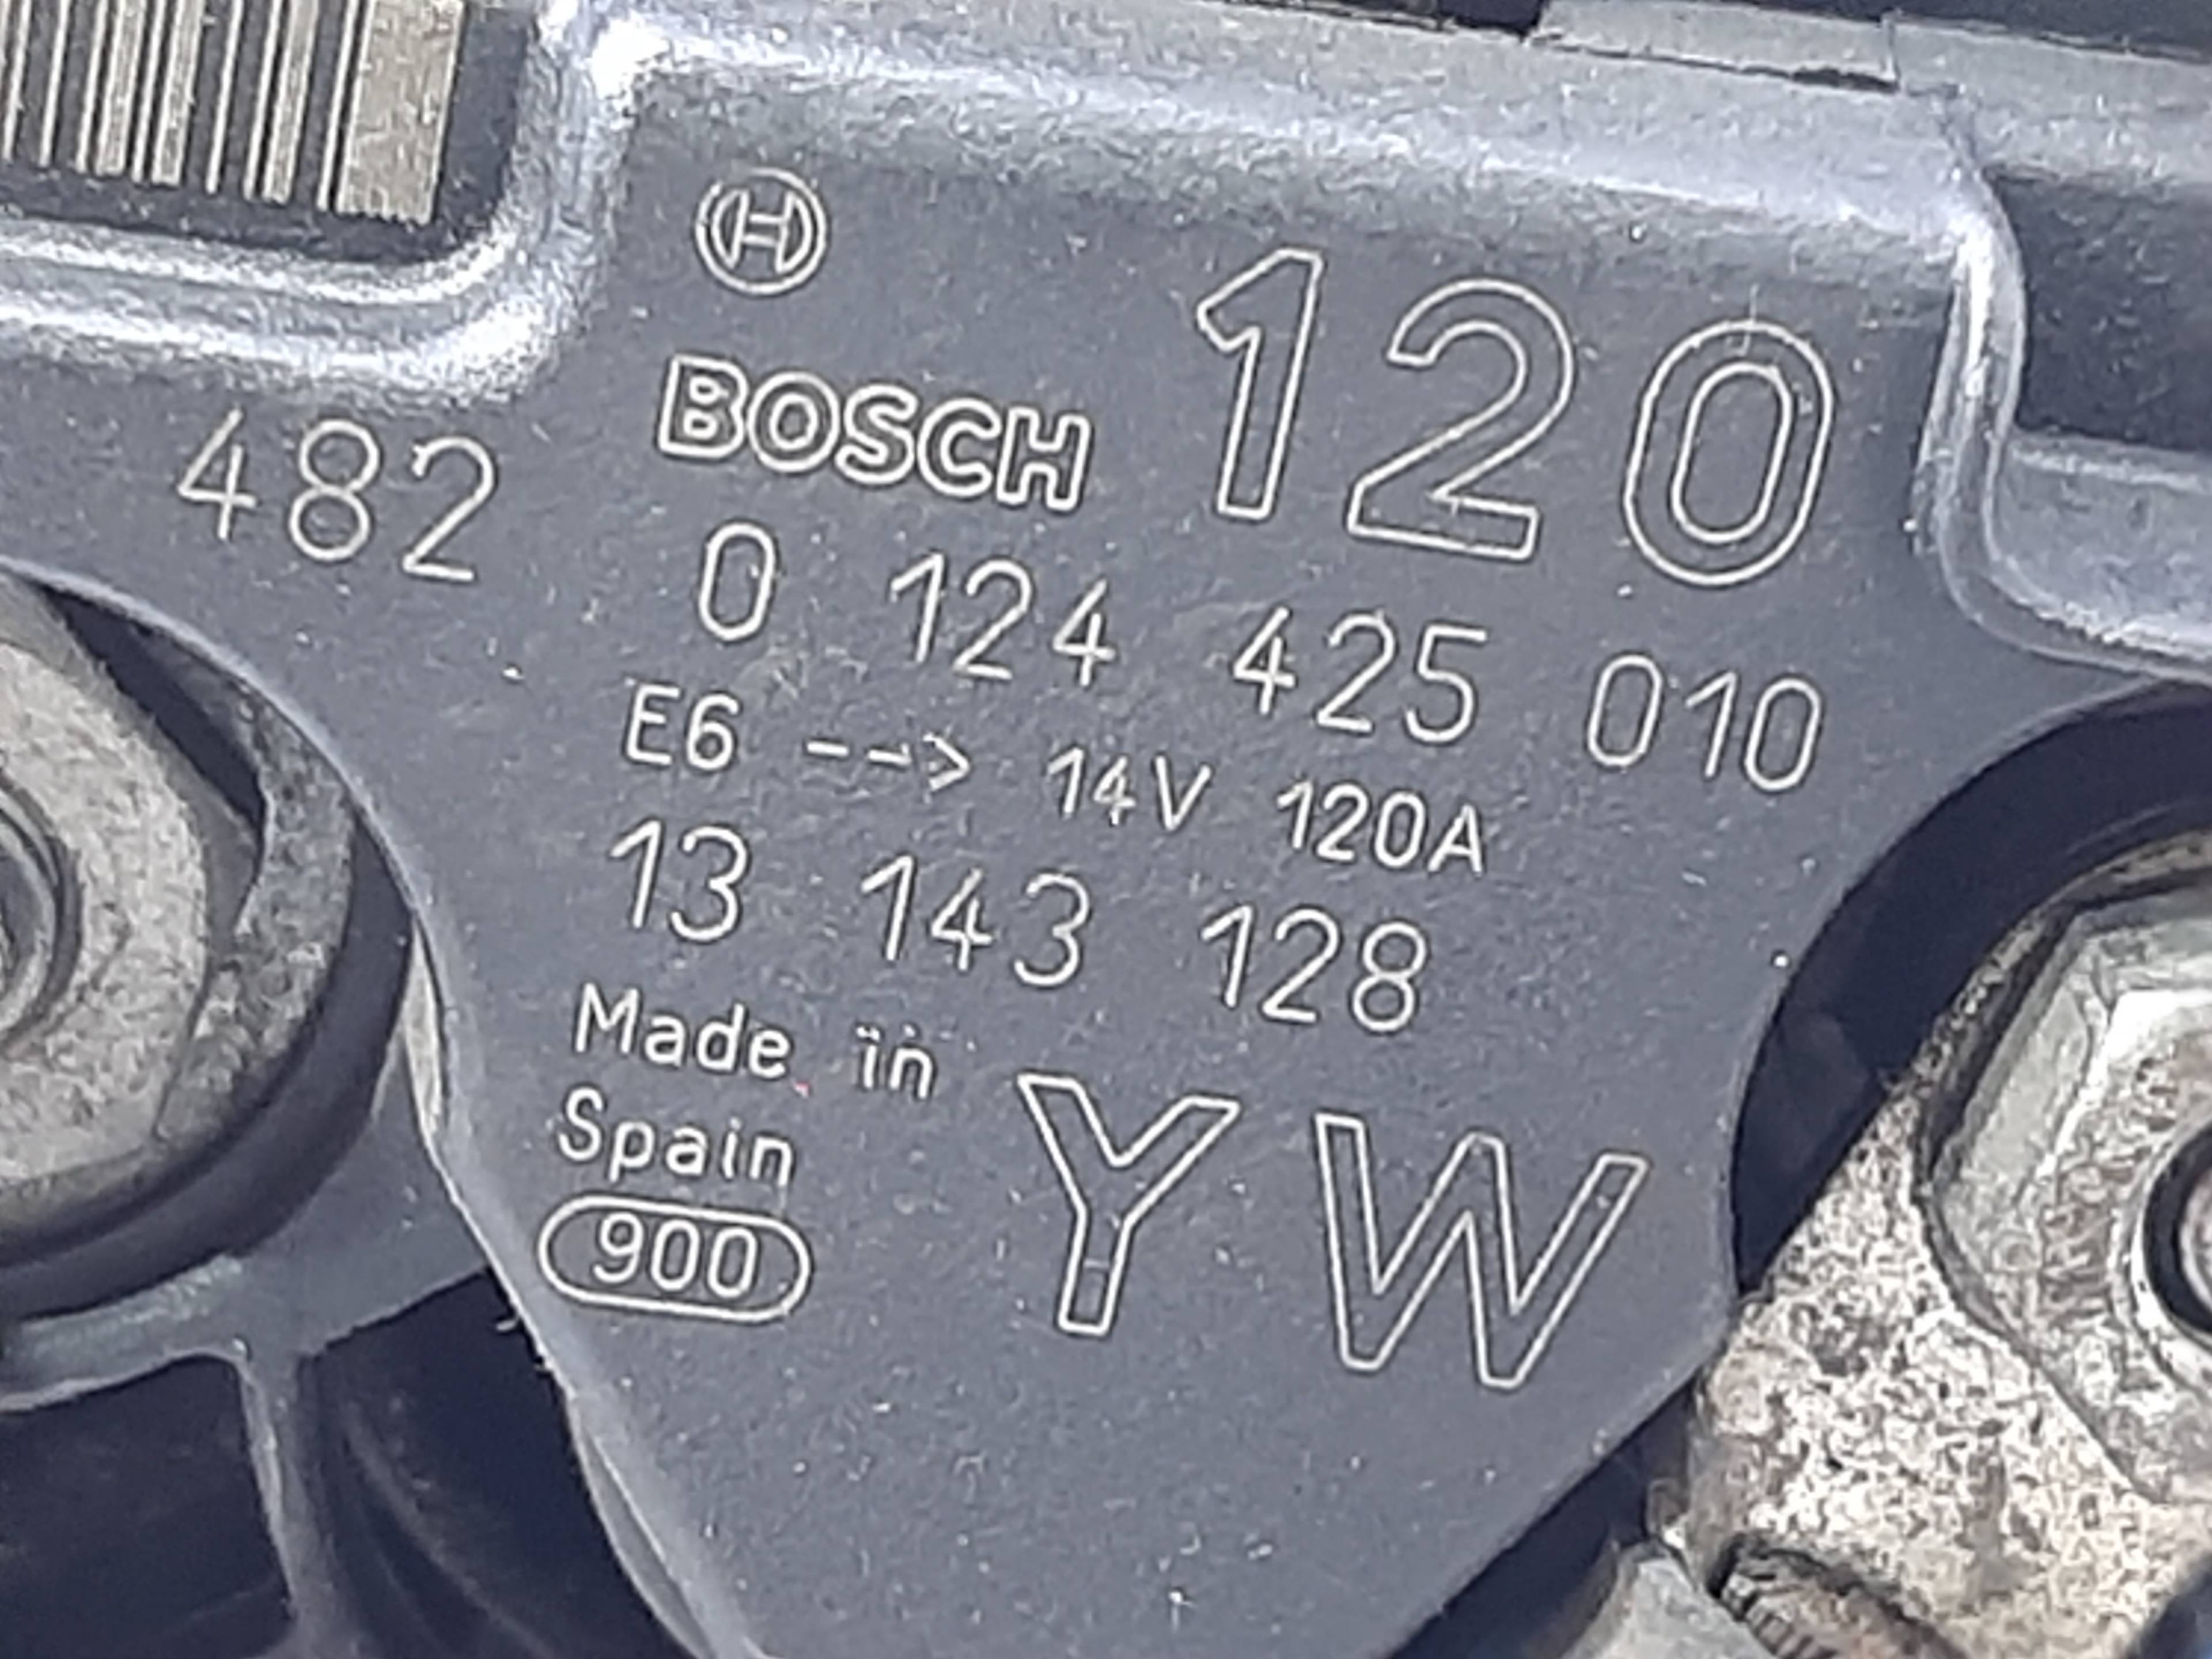 120
BOSCH
482
0 124 425 010
E6 --> 14V 120A
13 143 128
Made in
Spain
YW
900